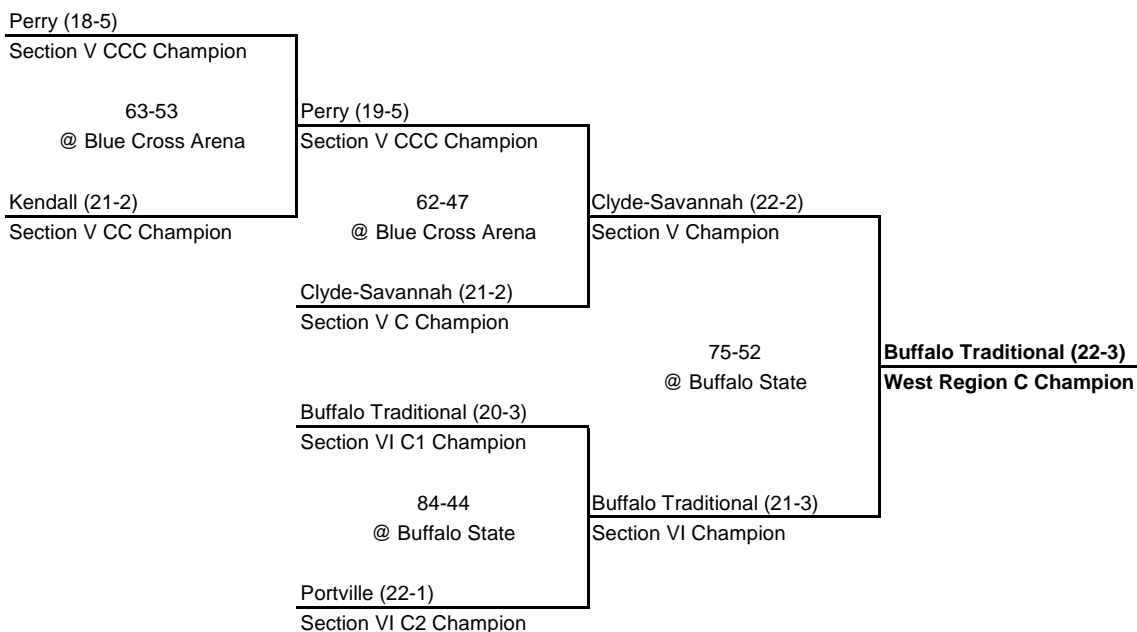 Perry (18-5)
Section V CCC Champion
63-53
@ Blue Cross Arena
Perry (19-5)
Section V CCC Champion
Kendall (21-2)
Section V CC Champion
62-47
@ Blue Cross Arena
Clyde-Savannah (22-2)
Section V Champion
Clyde-Savannah (21-2)
Section V C Champion
75-52
@ Buffalo State
Buffalo Traditional (22-3)
West Region C Champion
Buffalo Traditional (20-3)
Section VI C1 Champion
84-44
@ Buffalo State
Buffalo Traditional (21-3)
Section VI Champion
Portville (22-1)
Section VI C2 Champion